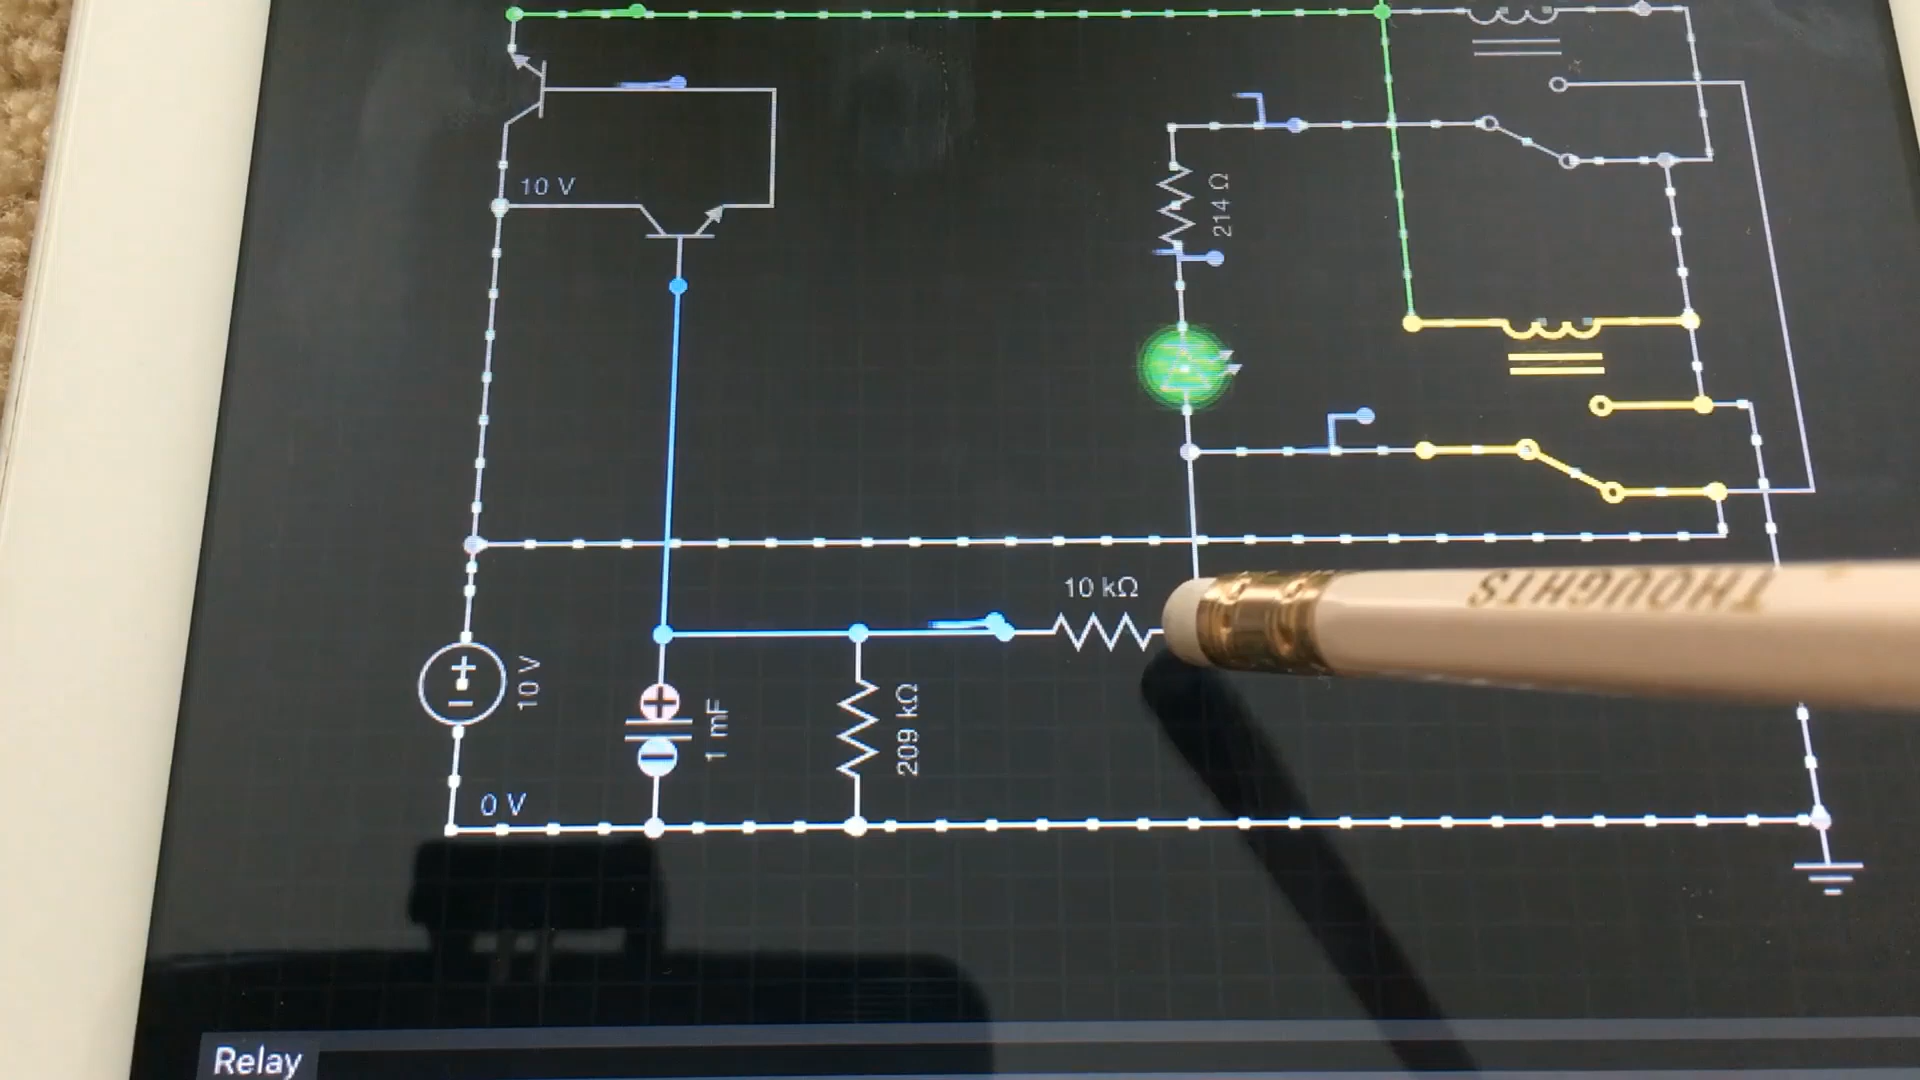 10 V
214 Ω
10 kΩ
THOUGHTS
10 V
1 mF
209 kΩ
0 V
Relay